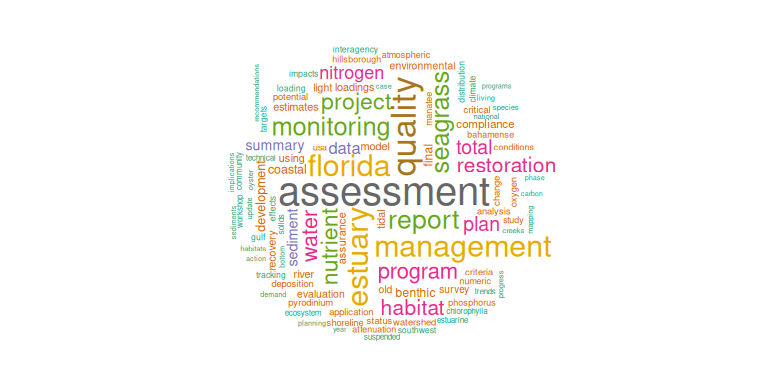 interagency
hillsborough
atmospheric
nitrogen
environmental
impacts
loading
light
loadings
case
recommendations
targets
potential
estimates
project
quality
seagrass
manatee
distribution
climate
programs
living
species
critical
national
compliance
bahamense
monitoring
summary
usa
data
model
final
total
conditions
technical
using
coastal
florida
restoration
implications
community
oyster
development
assessment
change
oxygen
phase
carbon
sediments
workshop
update
effects
solids
sediment
water
nutrient
assurance
estuary
tidal
report
plan
analysis
study
creeks
mapping
gulf
habitats
action
recovery
bottom
management
tracking
river
deposition
program
criteria
numeric
progress
demand
evaluation
old
benthic
survey
trends
pyrodinium
habitat
phosphorus
ecosystem
application
chlorophylla
planning
shoreline
status
watershed
estuarine
year
attenuation
southwest
suspended